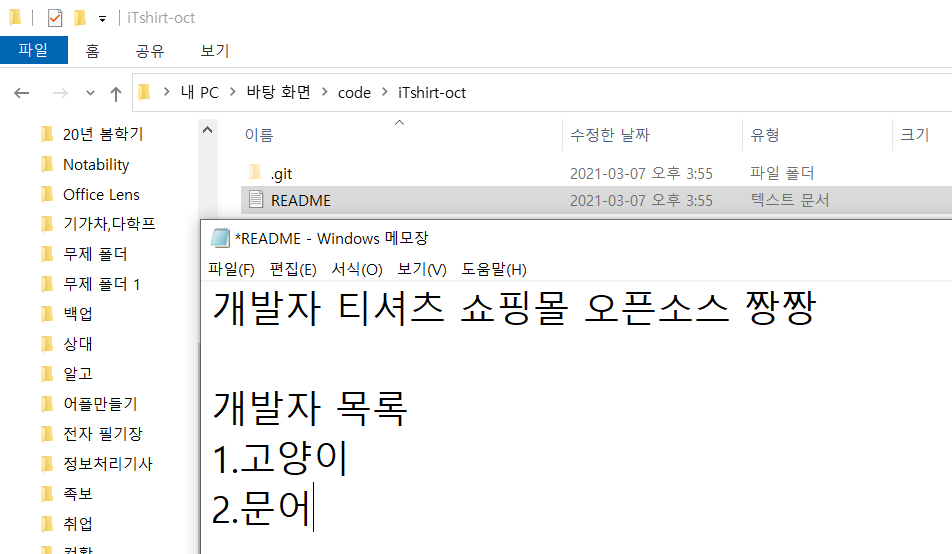 iTshirt-oct
파일 홈 공유 보기
내 PC > 바탕 화면 > code > iTshirt-oct
이름 수정한 날짜 유형 크기
.git 2021-03-07 오후 3:55 파일 폴더
README 2021-03-07 오후 3:55 텍스트 문서
20년 봄학기
Notability
Office Lens
기가차,다학프
무제 폴더
무제 폴더 1
백업
상대
알고
어플만들기
전자 필기장
정보처리기사
족보
취업
*README - Windows 메모장
파일(F) 편집(E) 서식(O) 보기(V) 도움말(H)
개발자 티셔츠 쇼핑몰 오픈소스 짱짱
개발자 목록
1.고양이
2.문어